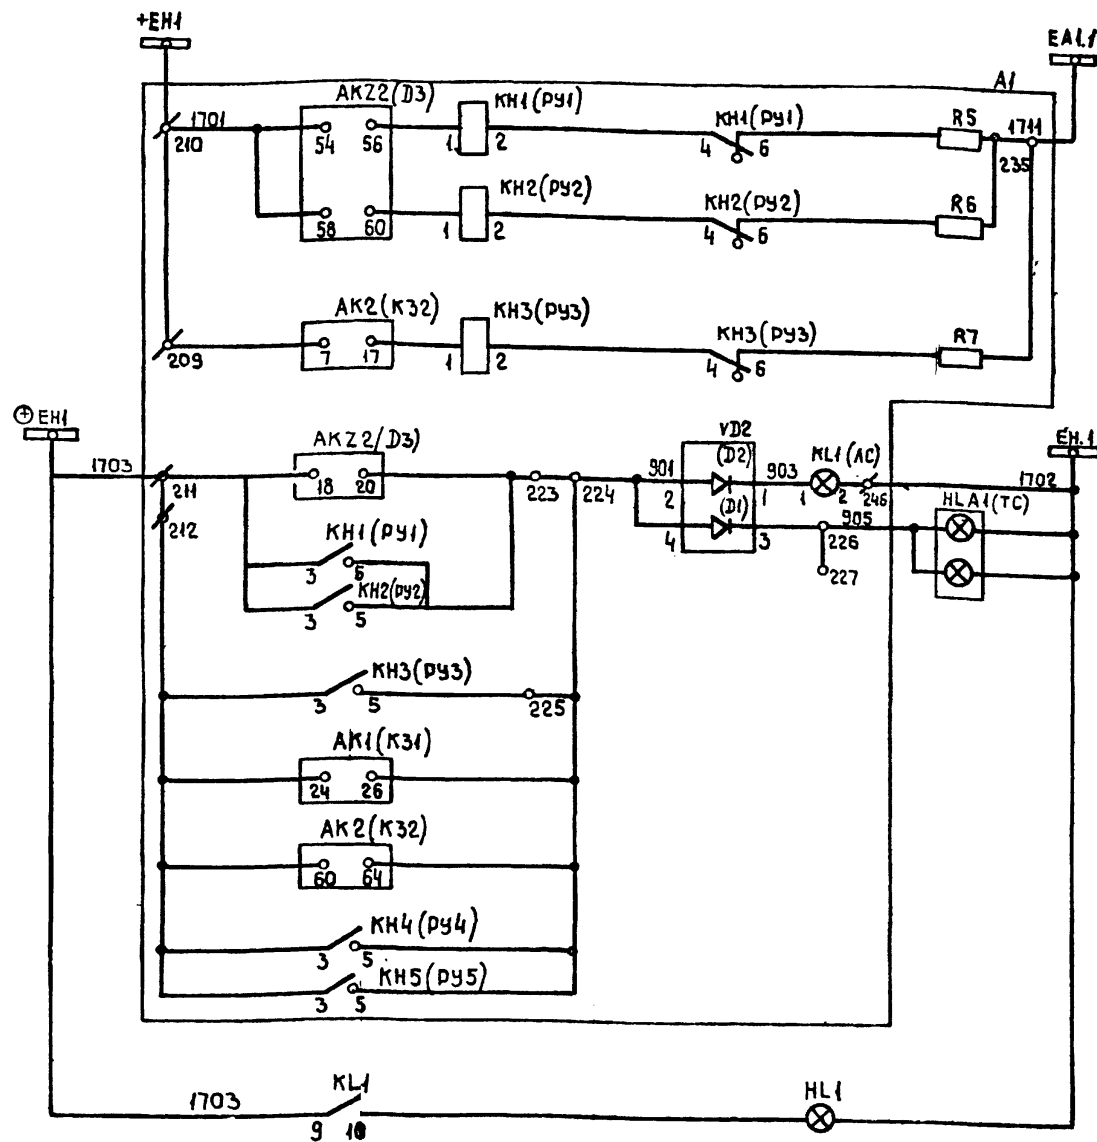 +EH1
EA1.1
A1
AKZ2(D3)
KH1(РУ1)
1701
54
56
1
2
KH1(РУ1)
4
6
R5
1711
210
235
KH2(РУ2)
58
60
1
2
KH2(РУ2)
4
6
R6
AK2(K32)
KH3(РУ3)
7
17
1
2
KH3(РУ3)
4
6
R7
209
⊕ EH1
EH.1
AKZ2(D3)
VD2
(D2)
KL1(ЛС)
1703
18
20
211
223
224
901
903
2
1
1
2
246
1702
HLA1(TC)
(D1)
905
4
3
226
227
212
KH1(РУ1)
3
6
KH2(РУ2)
3
5
KH3(РУ3)
3
5
225
AK1(K31)
24
26
AK2(K32)
60
64
KH4(РУ4)
3
5
KH5(РУ5)
3
5
1703
KL1
9
10
HL1